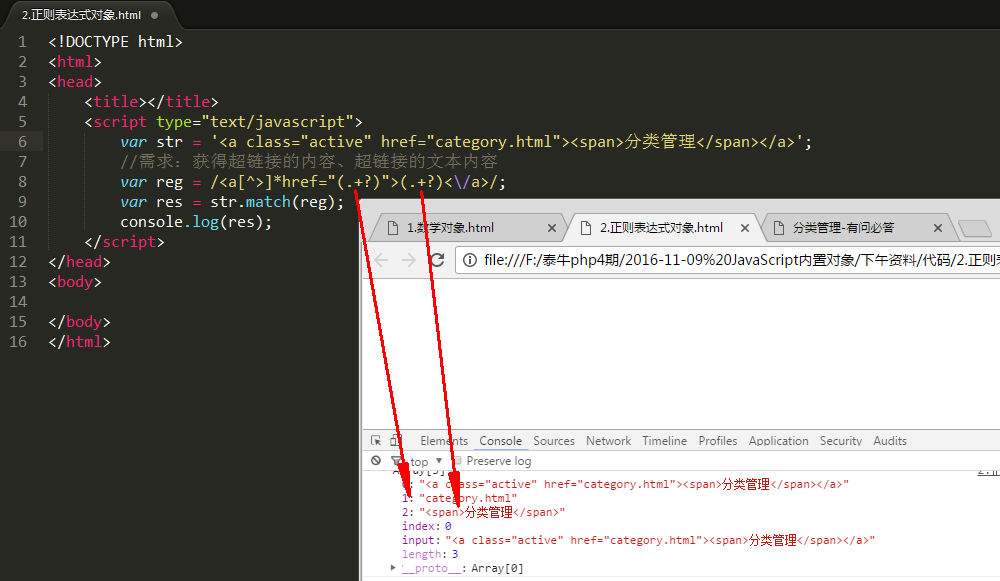 2.正则表达式对象.html
1 <!DOCTYPE html>
2 <html>
3 <head>
4 <title></title>
5 <script type="text/javascript">
6 var str = '<a class="active" href="category.html"><span>分类管理</span></a>';
7 //需求：获得超链接的内容、超链接的文本内容
8 var reg = /<a[^>]*href="(.+?)">(.+?)<\/a>/;
9 var res = str.match(reg);
10 console.log(res);
11 </script>
12 </head>
13 <body>
14
15 </body>
16 </html>
1.数学对象.html
2.正则表达式对象.html
分类管理-有问必答
file:///F:/泰牛php4期/2016-11-09%20JavaScript内置对象/下午资料/代码/2.正则
Elements Console Sources Network Timeline Profiles Application Security Audits
top Preserve log
Array[3]
0: "<a class="active" href="category.html"><span>分类管理</span></a>"
1: "category.html"
2: "<span>分类管理</span>"
index: 0
input: "<a class="active" href="category.html"><span>分类管理</span></a>"
length: 3
__proto__: Array[0]